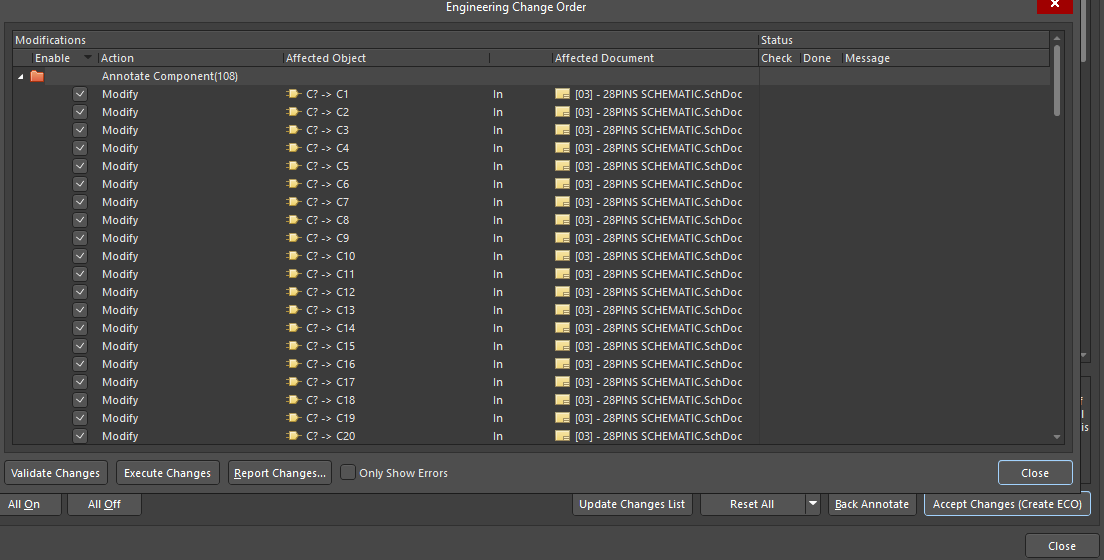 Engineering Change Order
Modifications Status
Enable Action Affected Object Affected Document Check Done Message
Annotate Component(108)
Modify C? -> C1 In [03] - 28PINS SCHEMATIC.SchDoc
Modify C? -> C2 In [03] - 28PINS SCHEMATIC.SchDoc
Modify C? -> C3 In [03] - 28PINS SCHEMATIC.SchDoc
Modify C? -> C4 In [03] - 28PINS SCHEMATIC.SchDoc
Modify C? -> C5 In [03] - 28PINS SCHEMATIC.SchDoc
Modify C? -> C6 In [03] - 28PINS SCHEMATIC.SchDoc
Modify C? -> C7 In [03] - 28PINS SCHEMATIC.SchDoc
Modify C? -> C8 In [03] - 28PINS SCHEMATIC.SchDoc
Modify C? -> C9 In [03] - 28PINS SCHEMATIC.SchDoc
Modify C? -> C10 In [03] - 28PINS SCHEMATIC.SchDoc
Modify C? -> C11 In [03] - 28PINS SCHEMATIC.SchDoc
Modify C? -> C12 In [03] - 28PINS SCHEMATIC.SchDoc
Modify C? -> C13 In [03] - 28PINS SCHEMATIC.SchDoc
Modify C? -> C14 In [03] - 28PINS SCHEMATIC.SchDoc
Modify C? -> C15 In [03] - 28PINS SCHEMATIC.SchDoc
Modify C? -> C16 In [03] - 28PINS SCHEMATIC.SchDoc
Modify C? -> C17 In [03] - 28PINS SCHEMATIC.SchDoc
Modify C? -> C18 In [03] - 28PINS SCHEMATIC.SchDoc
Modify C? -> C19 In [03] - 28PINS SCHEMATIC.SchDoc
Modify C? -> C20 In [03] - 28PINS SCHEMATIC.SchDoc
Validate Changes Execute Changes Report Changes... Only Show Errors Close
All On All Off Update Changes List Reset All Back Annotate Accept Changes (Create ECO)
Close